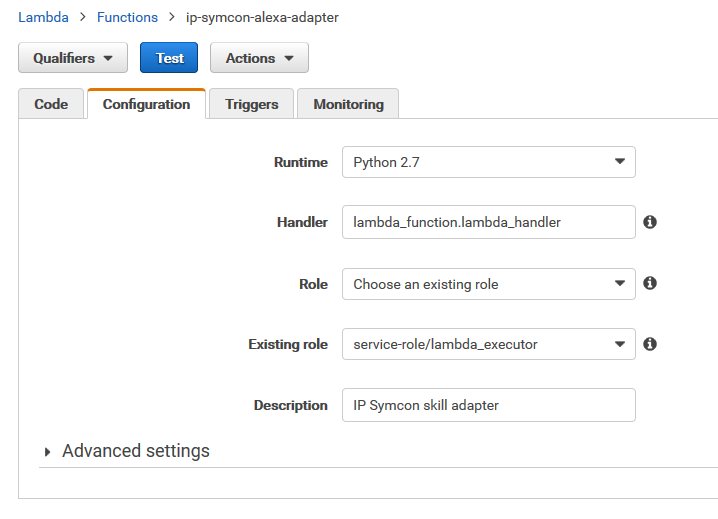 Lambda > Functions > ip-symcon-alexa-adapter
Qualifiers Test Actions
Code Configuration Triggers Monitoring
Runtime Python 2.7
Handler lambda_function.lambda_handler
Role Choose an existing role
Existing role service-role/lambda_executor
Description IP Symcon skill adapter
Advanced settings